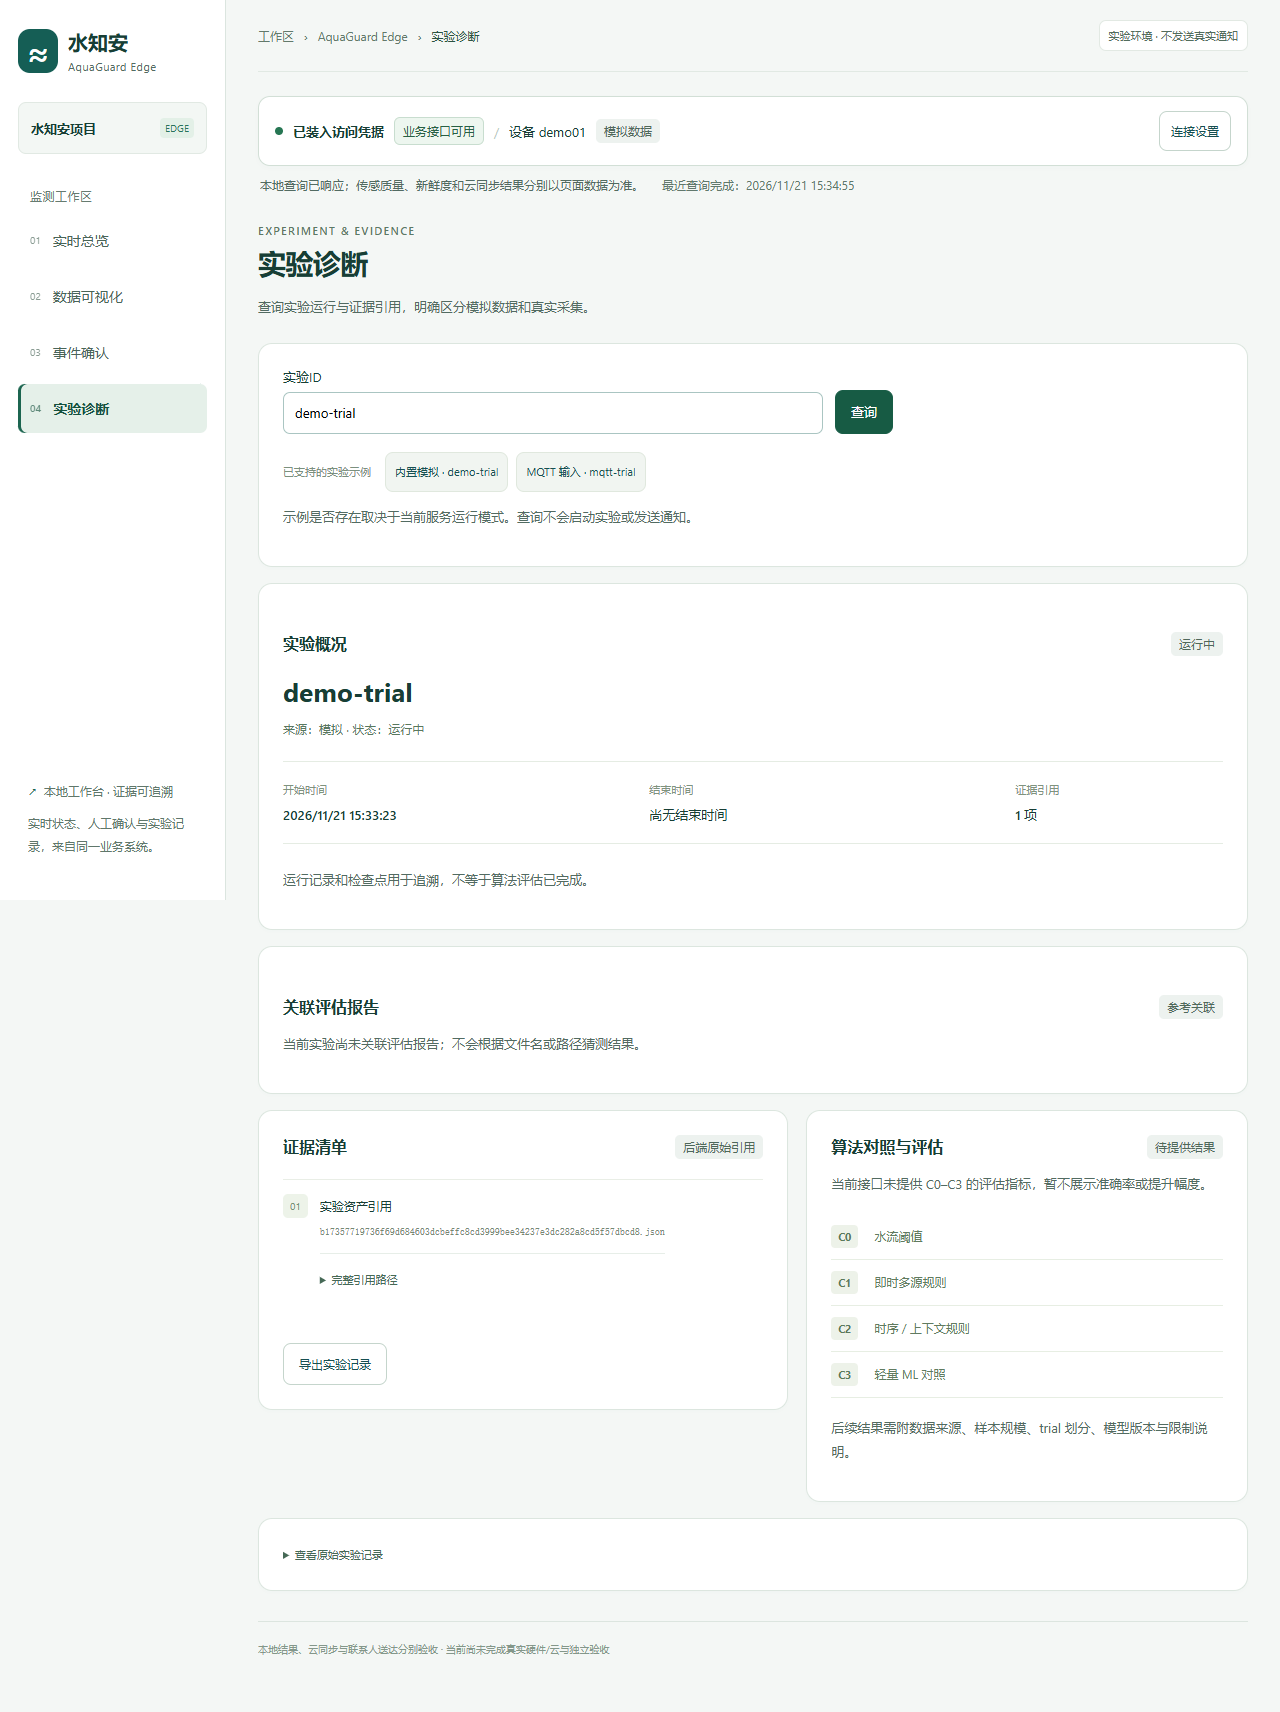 水知安
AquaGuard Edge
水知安项目 EDGE
监测工作区
01 实时总览
02 数据可视化
03 事件确认
04 实验诊断
↗ 本地工作台 · 证据可追溯
实时状态、人工确认与实验记
录，来自同一业务系统。
工作区 › AquaGuard Edge › 实验诊断
实验环境 · 不发送真实通知
已装入访问凭据 业务接口可用 / 设备 demo01 模拟数据
连接设置
本地查询已响应；传感质量、新鲜度和云同步结果分别以页面数据为准。 最近查询完成：2026/11/21 15:34:55
EXPERIMENT & EVIDENCE
实验诊断
查询实验运行与证据引用，明确区分模拟数据和真实采集。
实验ID
demo-trial
查询
已支持的实验示例 内置模拟 · demo-trial MQTT 输入 · mqtt-trial
示例是否存在取决于当前服务运行模式。查询不会启动实验或发送通知。
实验概况
运行中
demo-trial
来源：模拟 · 状态：运行中
开始时间 结束时间 证据引用
2026/11/21 15:33:23 尚无结束时间 1 项
运行记录和检查点用于追溯，不等于算法评估已完成。
关联评估报告
参考关联
当前实验尚未关联评估报告；不会根据文件名或路径猜测结果。
证据清单
后端原始引用
01 实验资产引用
b17357719736f69d684603dcbeffc8cd3999bee34237e3dc282a8cd5f57dbcd8.json
▶ 完整引用路径
导出实验记录
算法对照与评估
待提供结果
当前接口未提供 C0–C3 的评估指标，暂不展示准确率或提升幅度。
C0 水流阈值
C1 即时多源规则
C2 时序 / 上下文规则
C3 轻量 ML 对照
后续结果需附数据来源、样本规模、trial 划分、模型版本与限制说
明。
▶ 查看原始实验记录
本地结果、云同步与联系人送达分别验收 · 当前尚未完成真实硬件/云与独立验收